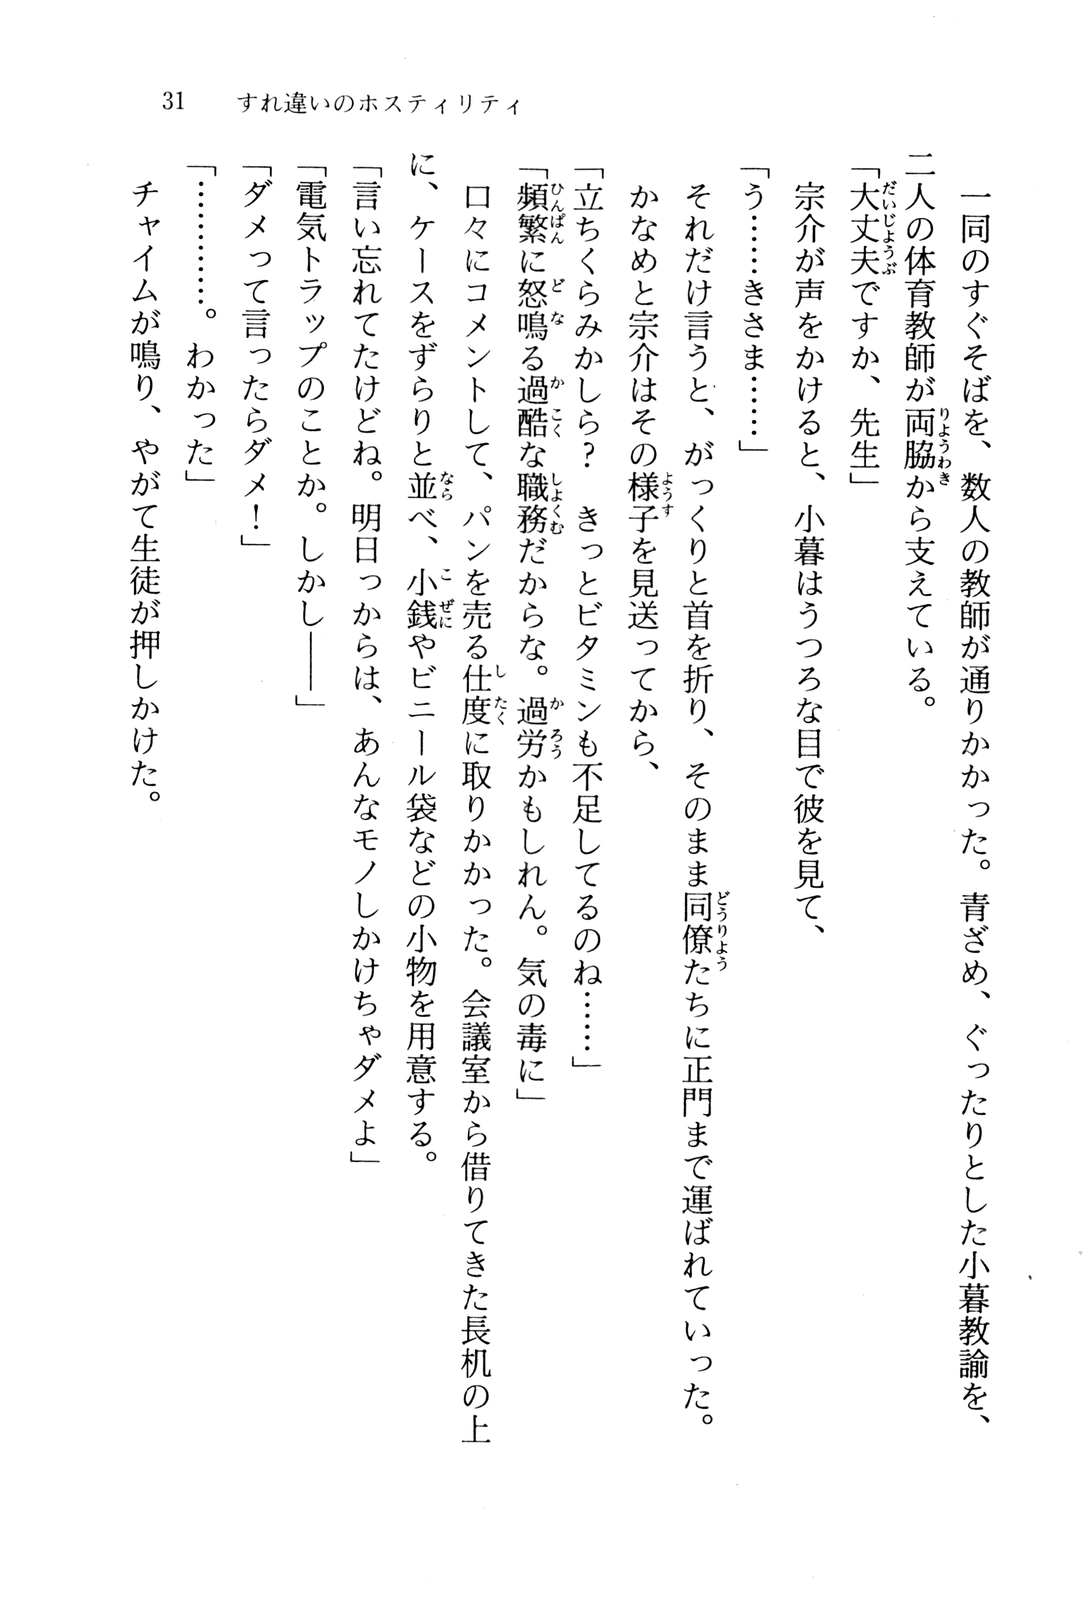 31 すれ違いのホスティリティ
一同のすぐそばを、数人の教師が通りかかった。青ざめ、ぐったりとした小暮教諭を、
二人の体育教師が両脇から支えている。
「大丈夫ですか、先生」
宗介が声をかけると、小暮はうつろな目で彼を見て、
「う……きさま……」
それだけ言うと、がっくりと首を折り、そのまま同僚たちに正門まで運ばれていった。
かなめと宗介はその様子を見送ってから、
「立ちくらみかしら？　きっとビタミンも不足してるのね……」
「頻繁に怒鳴る過酷な職務だからな。過労かもしれん。気の毒に」
口々にコメントして、パンを売る仕度に取りかかった。会議室から借りてきた長机の上
に、ケースをずらりと並べ、小銭やビニール袋などの小物を用意する。
「言い忘れてたけどね。明日っからは、あんなモノしかけちゃダメよ」
「電気トラップのことか。しかし――」
「ダメって言ったらダメ！」
「…………。わかった」
チャイムが鳴り、やがて生徒が押しかけた。